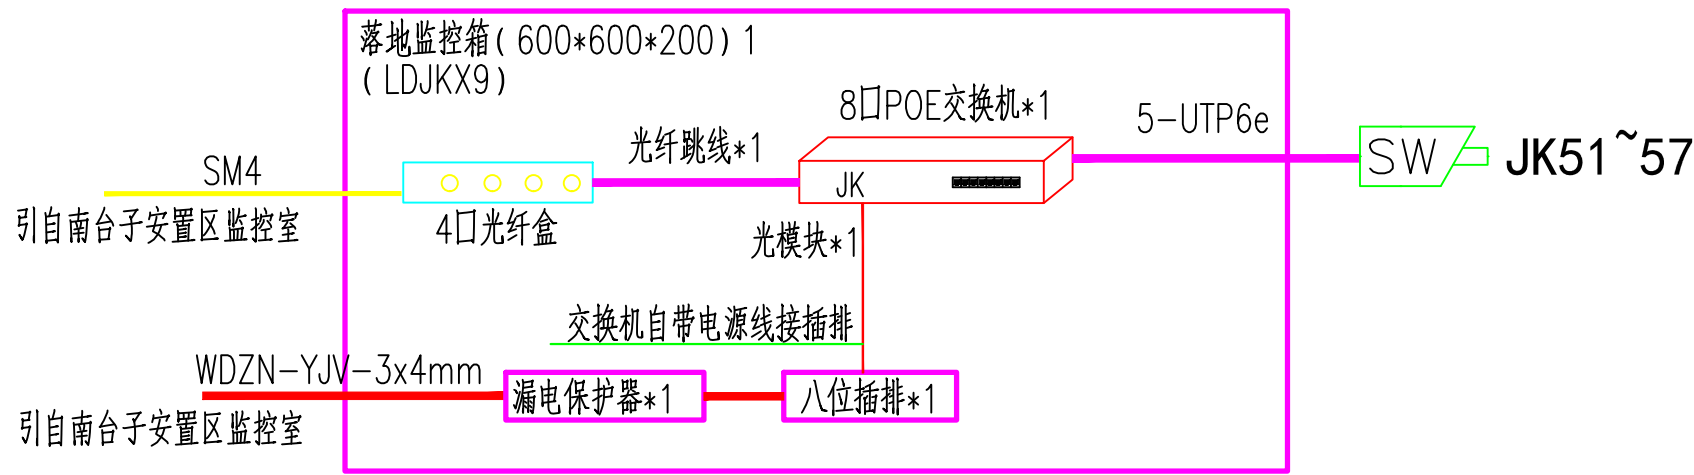 落地监控箱(600*600*200)1
(LDJKX9)
8口POE交换机*1
5-UTP6e
光纤跳线*1
SM4
SW
JK51~57
JK
引自南台子安置区监控室
4口光纤盒
光模块*1
交换机自带电源线接插排
WDZN-YJV-3x4mm
漏电保护器*1
八位插排*1
引自南台子安置区监控室